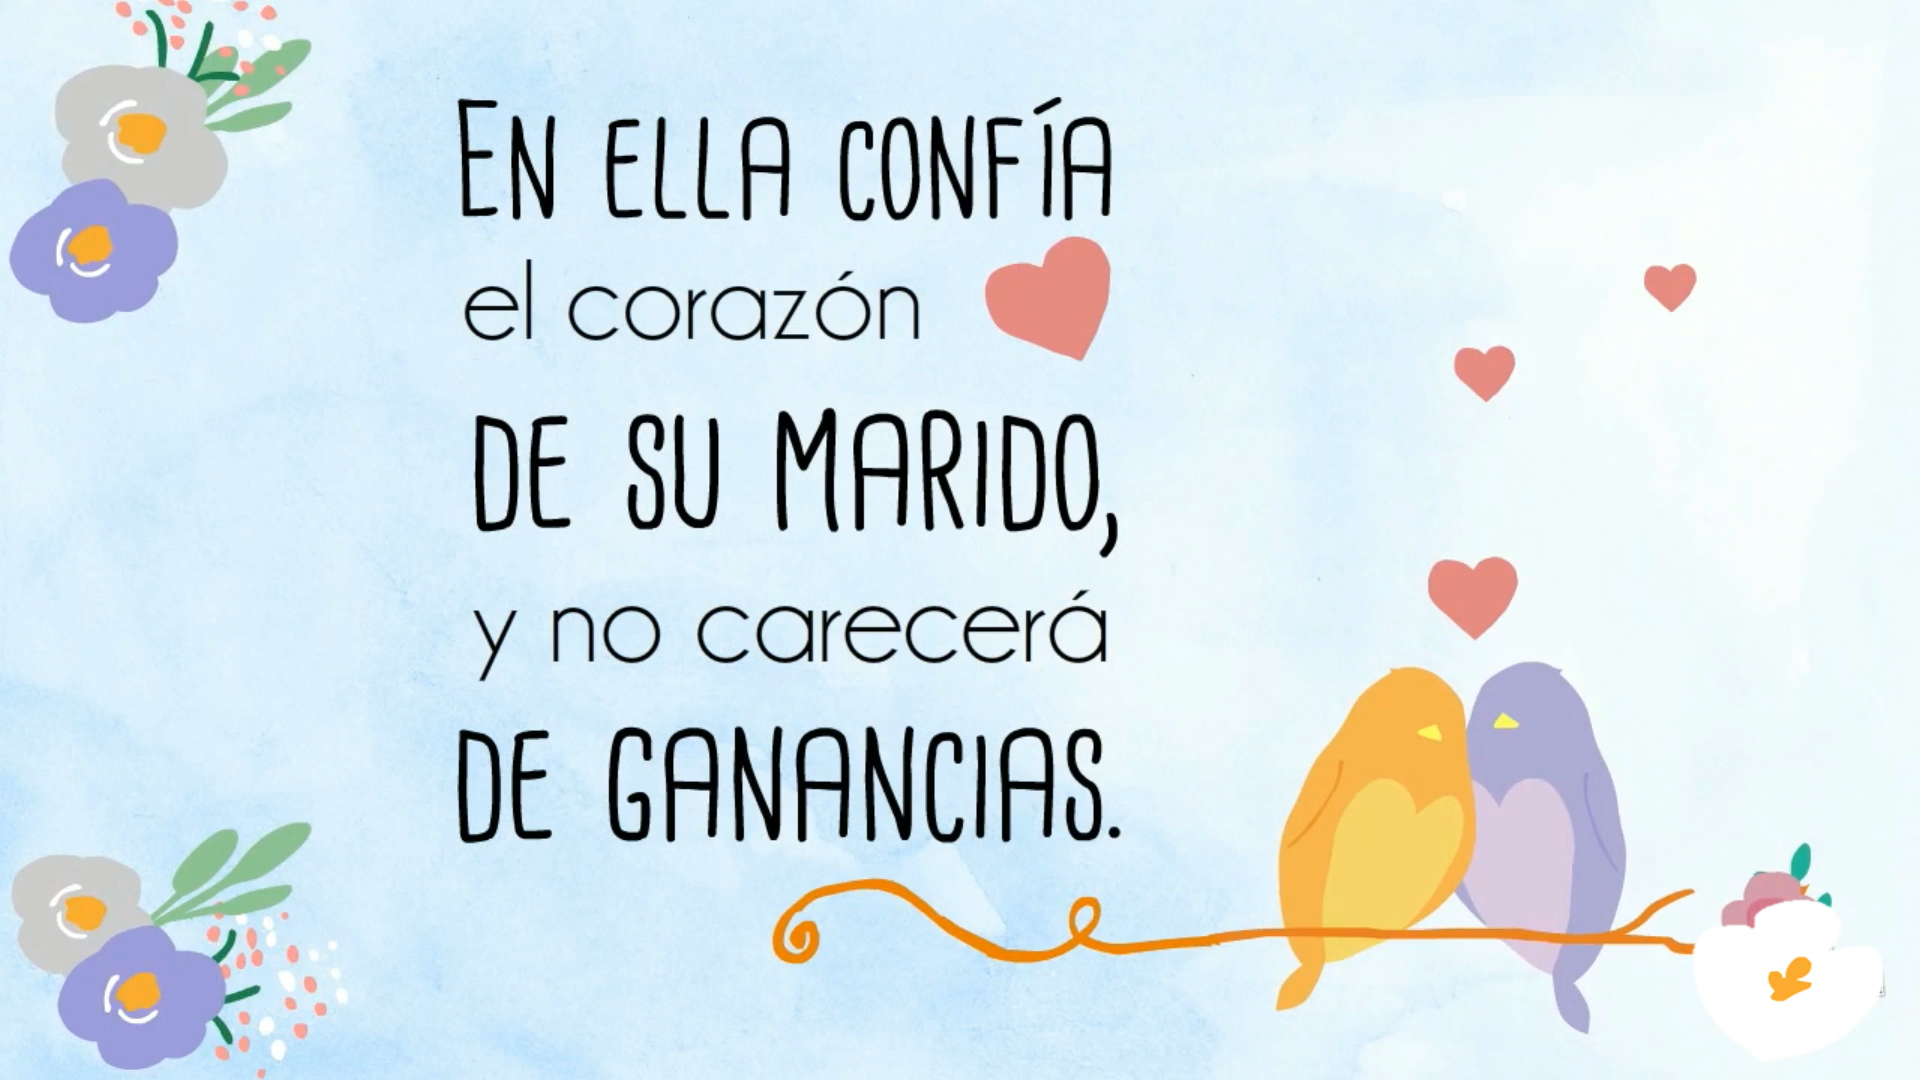 EN ELLA CONFÍA
el corazón
DE SU MARIDO,
y no carecerá
DE GANANCIAS.